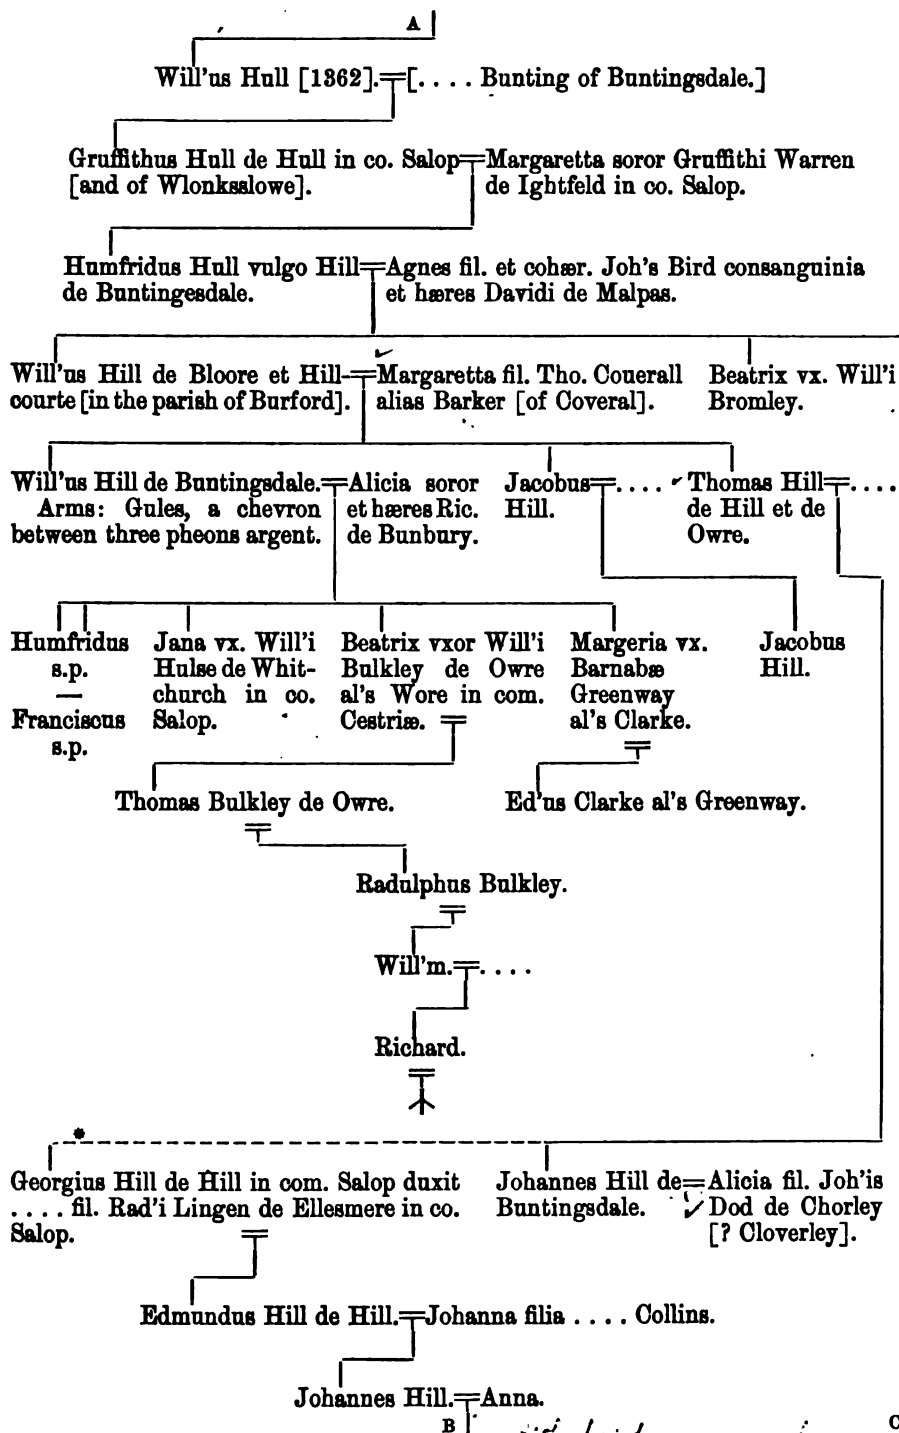 A
Will'us Hull [1362].=[. . . . Bunting of Buntingsdale.]
Gruffithus Hull de Hull in co. Salop=Margaretta soror Gruffithi Warren
[and of Wlonksslowe]. de Ightfeld in co. Salop.
Humfridus Hull vulgo Hill=Agnes fil. et cohær. Joh's Bird consanguinia
de Buntingesdale. et hæres Davidi de Malpas.
Will'us Hill de Bloore et Hill-=Margaretta fil. Tho. Couerall
courte [in the parish of Burford]. alias Barker [of Coveral].
Beatrix vx. Will'i
Bromley.
Will'us Hill de Buntingsdale.=Alicia soror
Arms: Gules, a chevron et hæres Ric.
between three pheons argent. de Bunbury.
Jacobus=. . . .
Hill.
Thomas Hill=. . . .
de Hill et de
Owre.
Humfridus
s.p.
—
Franciscus
s.p.
Jana vx. Will'i
Hulse de Whit-
church in co.
Salop.
Beatrix vxor Will'i
Bulkley de Owre
al's Wore in com.
Cestriæ. =
Margeria vx.
Barnabæ
Greenway
al's Clarke.
=
Jacobus
Hill.
Thomas Bulkley de Owre.
=
Ed'us Clarke al's Greenway.
Radulphus Bulkley.
=
Will'm.=. . . .
Richard.
=
*
Georgius Hill de Hill in com. Salop duxit
. . . . fil. Rad'i Lingen de Ellesmere in co.
Salop. =
Johannes Hill de=Alicia fil. Joh'is
Buntingsdale. Dod de Chorley
[? Cloverley].
Edmundus Hill de Hill.=Johanna filia . . . . Collins.
Johannes Hill.=Anna.
B C